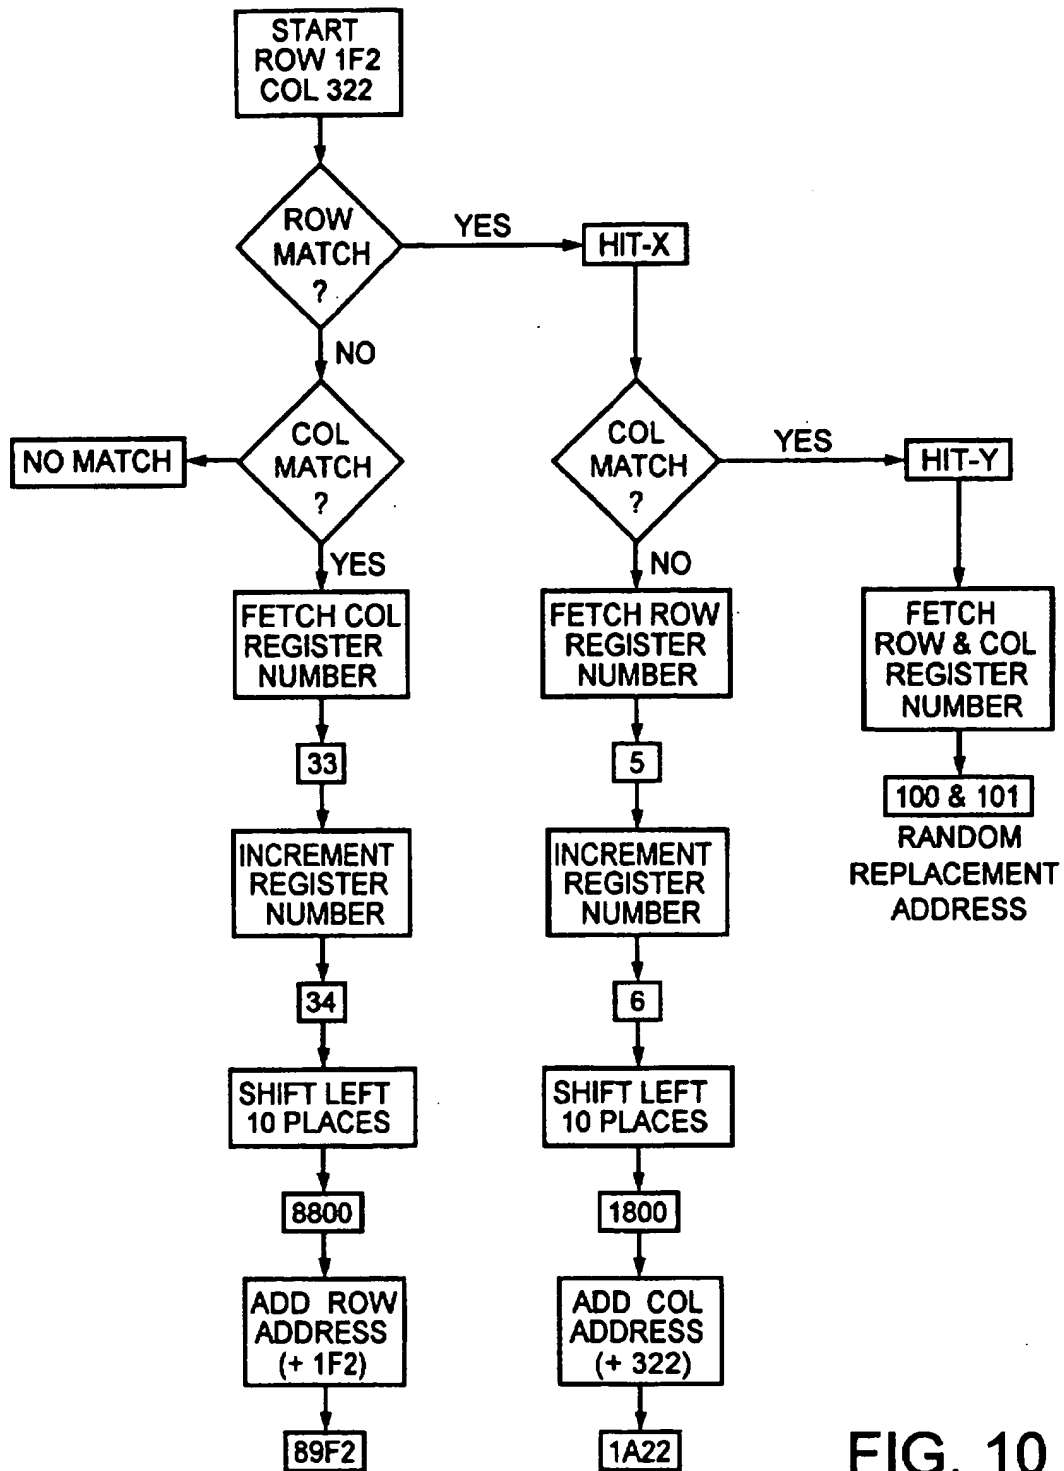 START
ROW 1F2
COL 322
ROW
MATCH
?
YES
HIT-X
NO
COL
MATCH
?
NO MATCH
COL
MATCH
?
YES
HIT-Y
YES
FETCH COL
REGISTER
NUMBER
NO
FETCH ROW
REGISTER
NUMBER
FETCH
ROW & COL
REGISTER
NUMBER
33
5
100 & 101
RANDOM
REPLACEMENT
ADDRESS
INCREMENT
REGISTER
NUMBER
INCREMENT
REGISTER
NUMBER
34
6
SHIFT LEFT
10 PLACES
SHIFT LEFT
10 PLACES
8800
1800
ADD ROW
ADDRESS
(+ 1F2)
ADD COL
ADDRESS
(+ 322)
89F2
1A22
FIG. 10